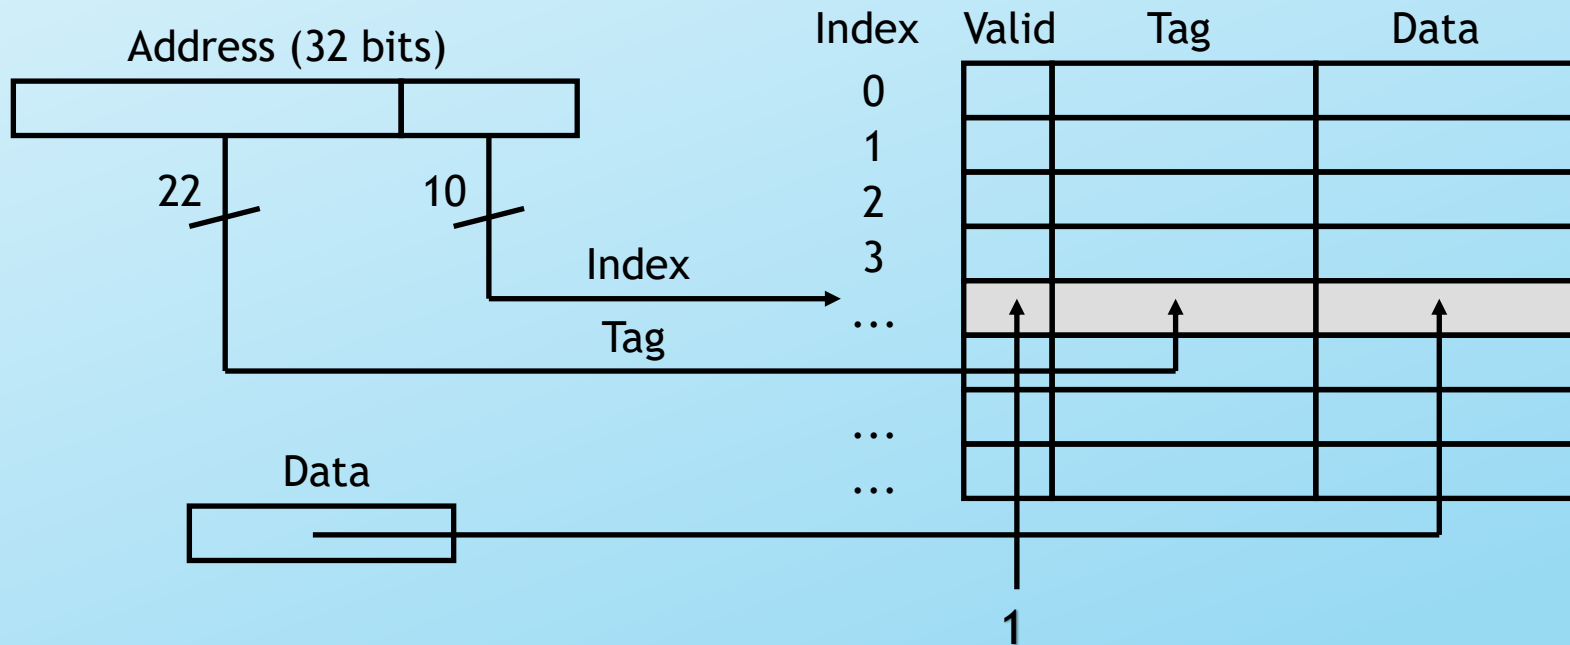 Address (32 bits)
22
10
Index
Tag
Data
Index Valid Tag Data
0
1
2
3
...
...
...
1